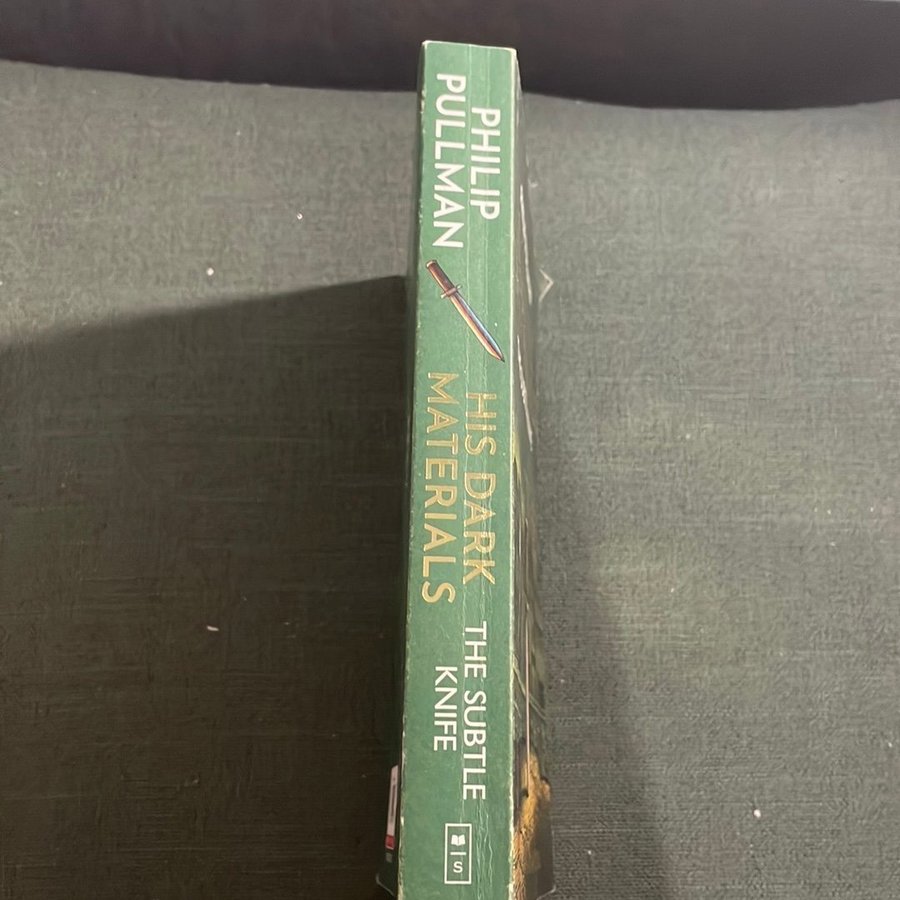 PHILIP
PULLMAN
HIS DARK
MATERIALS
THE SUBTLE
KNIFE
S